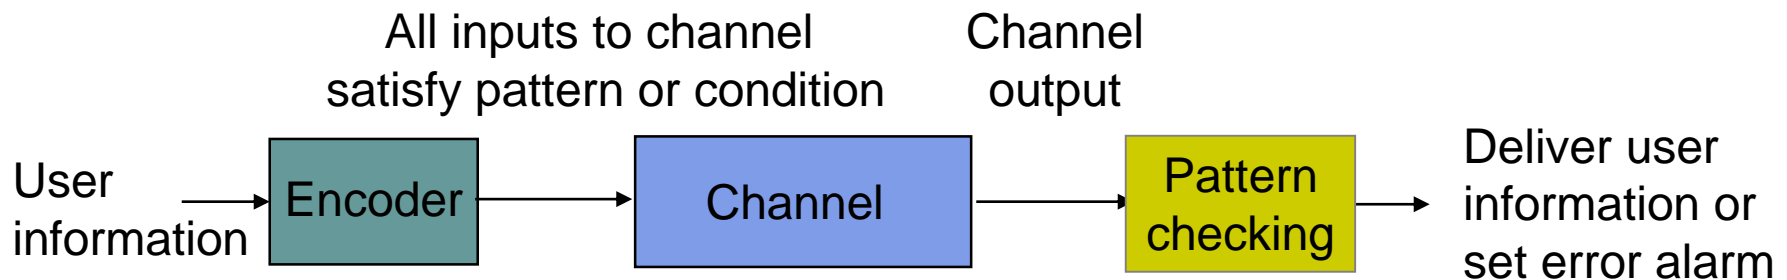 All inputs to channel
satisfy pattern or condition
Channel
output
User
information
Encoder
Channel
Pattern
checking
Deliver user
information or
set error alarm